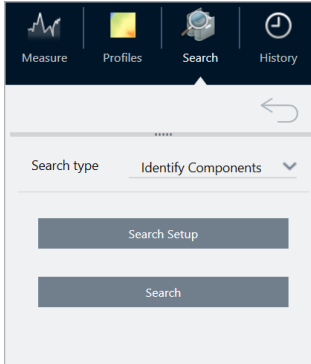 Measure Profiles Search History
Search type Identify Components
Search Setup
Search